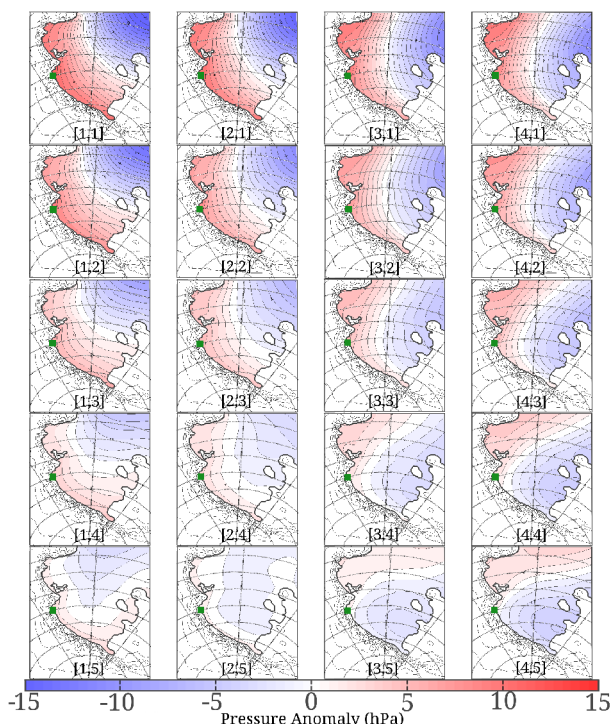 [1,1] [2,1] [3,1] [4,1]
[1,2] [2,2] [3,2] [4,2]
[1,3] [2,3] [3,3] [4,3]
[1,4] [2,4] [3,4] [4,4]
[1,5] [2,5] [3,5] [4,5]
-15 -10 -5 0 5 10 15
Pressure Anomaly (hPa)